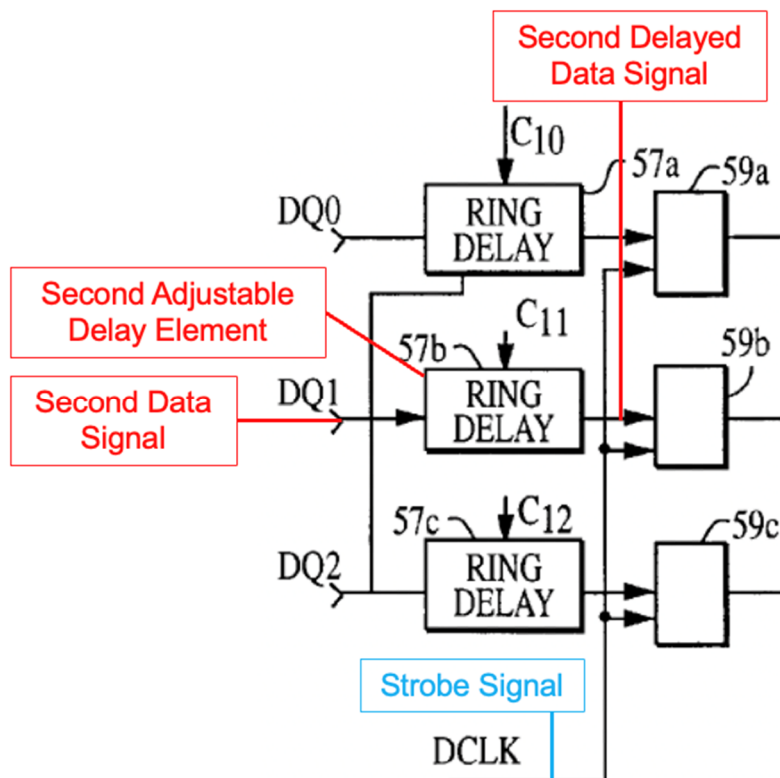 Second Delayed
Data Signal
C10
57a
59a
DQ0
RING
DELAY
Second Adjustable
Delay Element
C11
57b
59b
Second Data
Signal
DQ1
RING
DELAY
C12
57c
59c
DQ2
RING
DELAY
Strobe Signal
DCLK